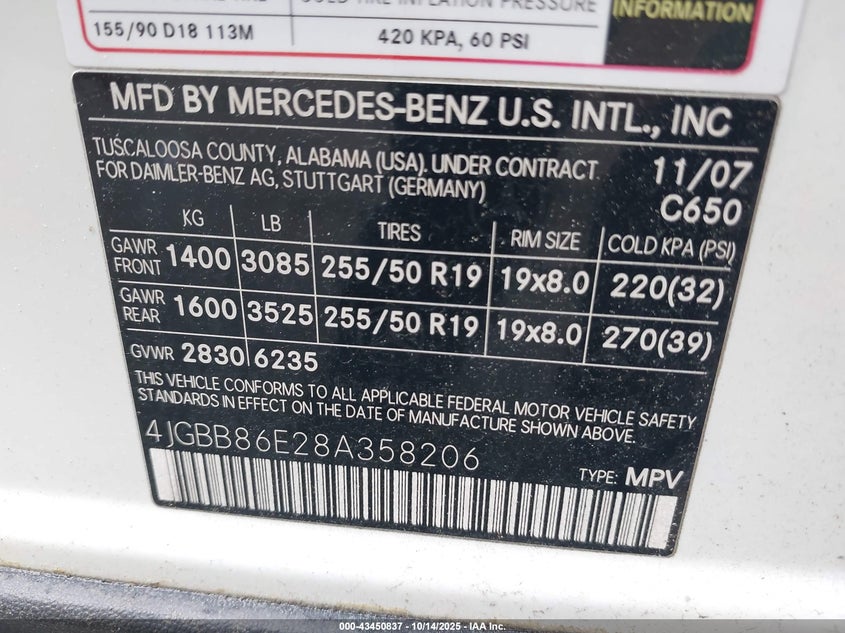 COLD TIRE INFLATION PRESSURE
INFORMATION
155/90 D18 113M
420 KPA, 60 PSI
MFD BY MERCEDES-BENZ U.S. INTL., INC
TUSCALOOSA COUNTY, ALABAMA (USA). UNDER CONTRACT 11/07
FOR DAIMLER-BENZ AG, STUTTGART (GERMANY) C650
KG LB TIRES RIM SIZE COLD KPA (PSI)
GAWR FRONT 1400 3085 255/50 R19 19x8.0 220(32)
GAWR REAR 1600 3525 255/50 R19 19x8.0 270(39)
GVWR 2830 6235
THIS VEHICLE CONFORMS TO ALL APPLICABLE FEDERAL MOTOR VEHICLE SAFETY
STANDARDS IN EFFECT ON THE DATE OF MANUFACTURE SHOWN ABOVE.
4JGBB86E28A358206
TYPE: MPV
000-43450837 - 10/14/2025 - IAA Inc.